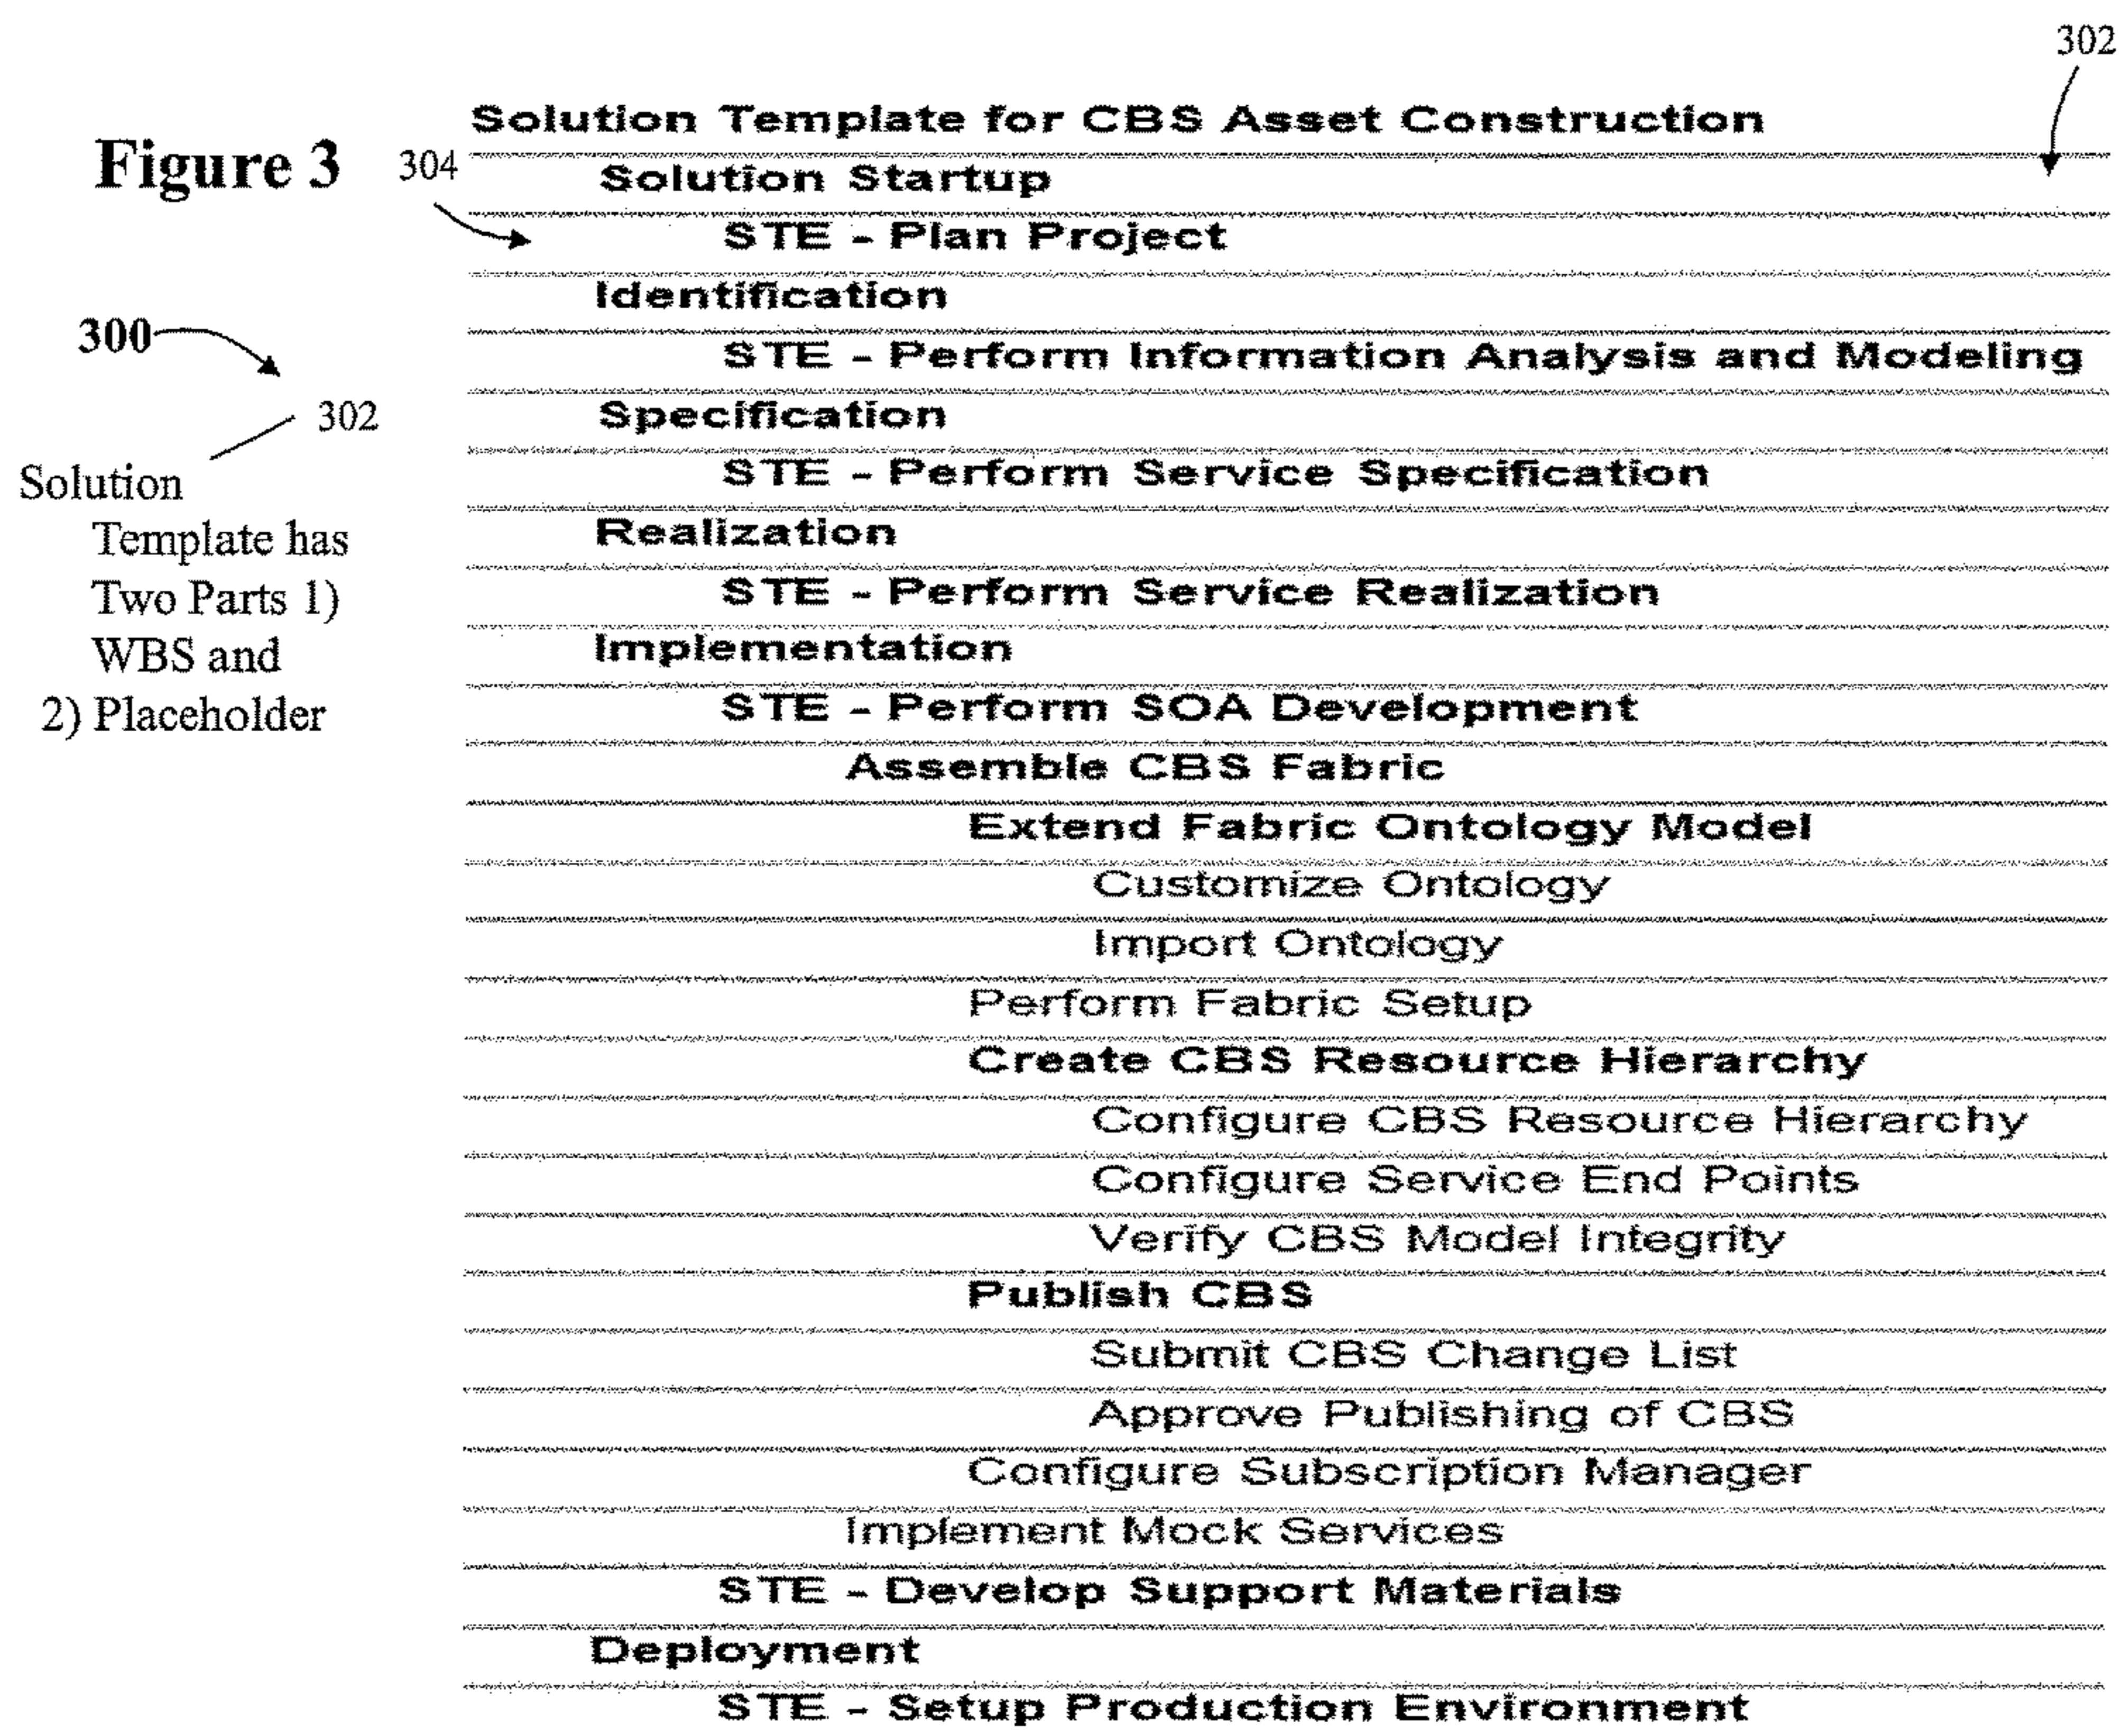 302
Solution Template for CBS Asset Construction
Figure 3
304
Solution Startup
STE - Plan Project
Identification
300
STE - Perform Information Analysis and Modeling
302
Specification
Solution
Template has
Two Parts 1)
WBS and
2) Placeholder
STE - Perform Service Specification
Realization
STE - Perform Service Realization
Implementation
STE - Perform SOA Development
Assemble CBS Fabric
Extend Fabric Ontology Model
Customize Ontology
Import Ontology
Perform Fabric Setup
Create CBS Resource Hierarchy
Configure CBS Resource Hierarchy
Configure Service End Points
Verify CBS Model Integrity
Publish CBS
Submit CBS Change List
Approve Publishing of CBS
Configure Subscription Manager
Implement Mock Services
STE - Develop Support Materials
Deployment
STE - Setup Production Environment